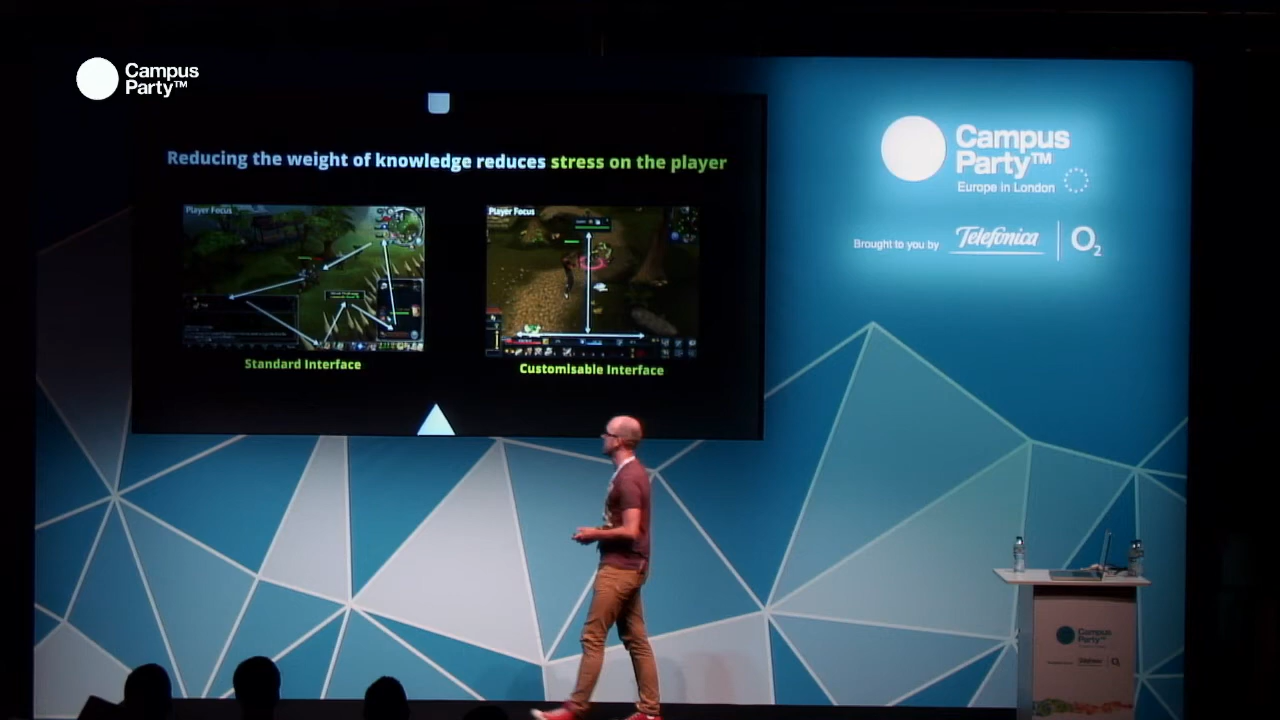 Campus
Party™
Reducing the weight of knowledge reduces stress on the player
Player Focus
Player Focus
Standard Interface
Customisable Interface
Campus
Party™
Europe in London
Brought to you by
Telefónica
O2
Campus
Party